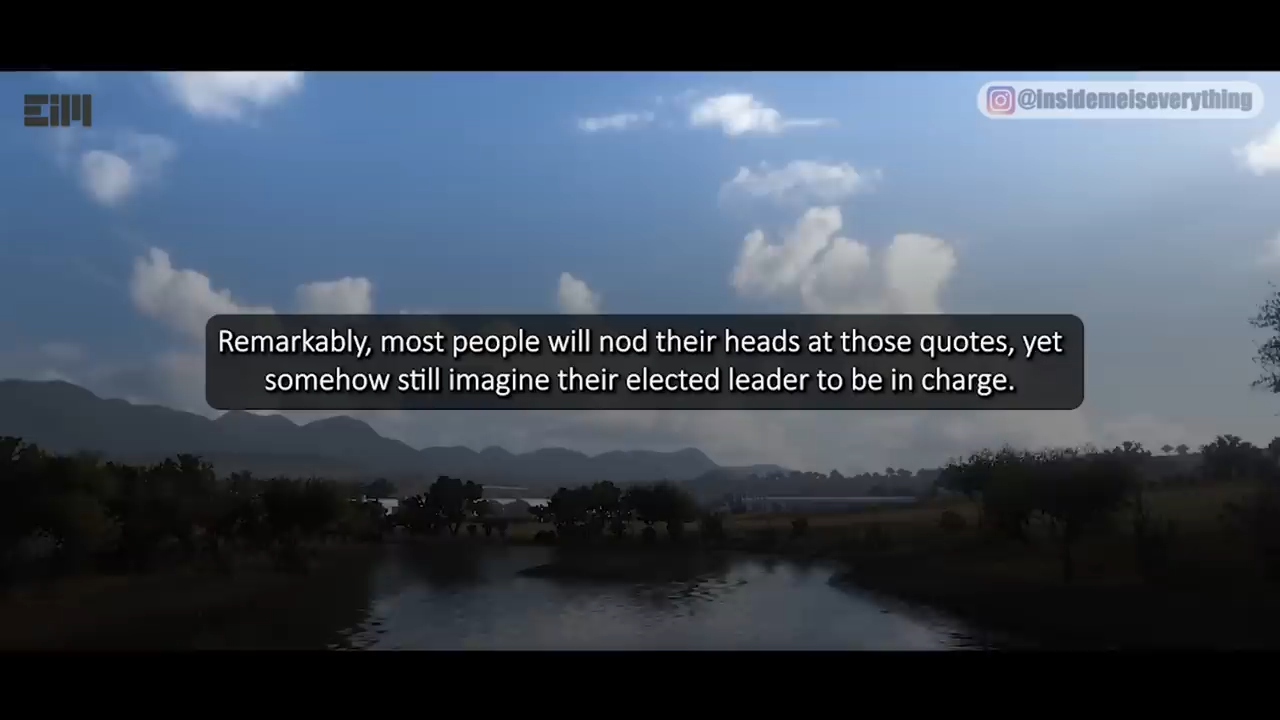 EiM
@insidemeiseverything
Remarkably, most people will nod their heads at those quotes, yet
somehow still imagine their elected leader to be in charge.